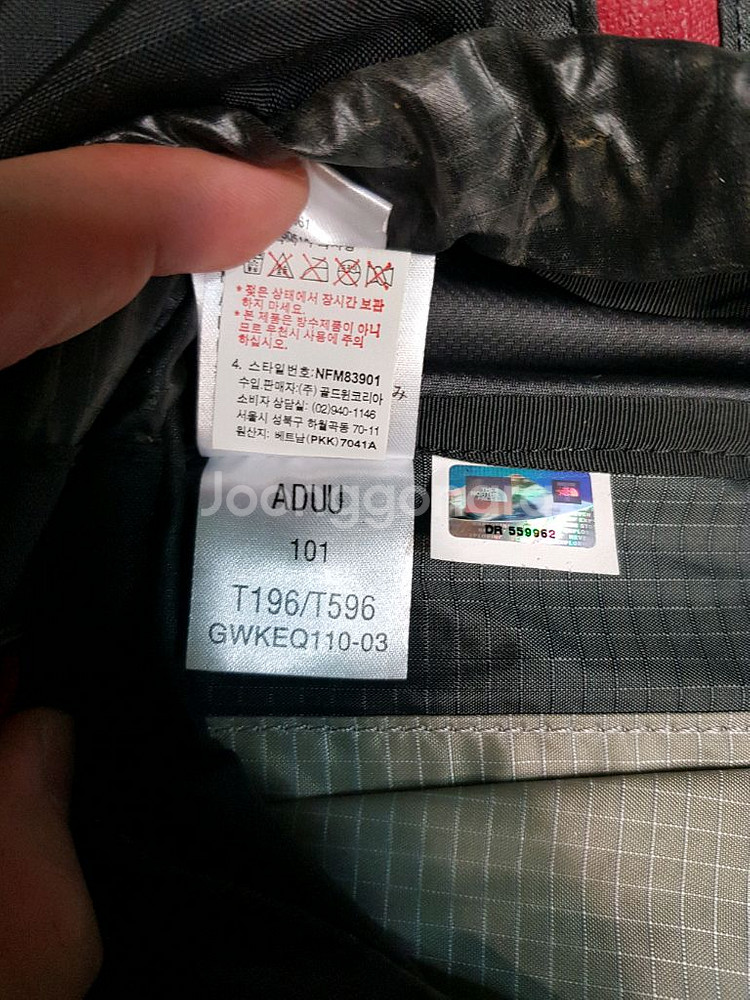 61
* 젖은 상태에서 장시간 보관
하지 마세요.
* 본 제품은 방수제품이 아니
므로 우천시 사용에 주의
하십시오.
4. 스타일번호:NFM83901
수입.판매자:(주) 골드윈코리아
소비자 상담실: (02)940-1146
서울시 성북구 하월곡동 70-11
원산지: 베트남(PKK)7041A
み
Joonggonara
ADUU
101
T196/T596
GWKEQ110-03
DR 559962